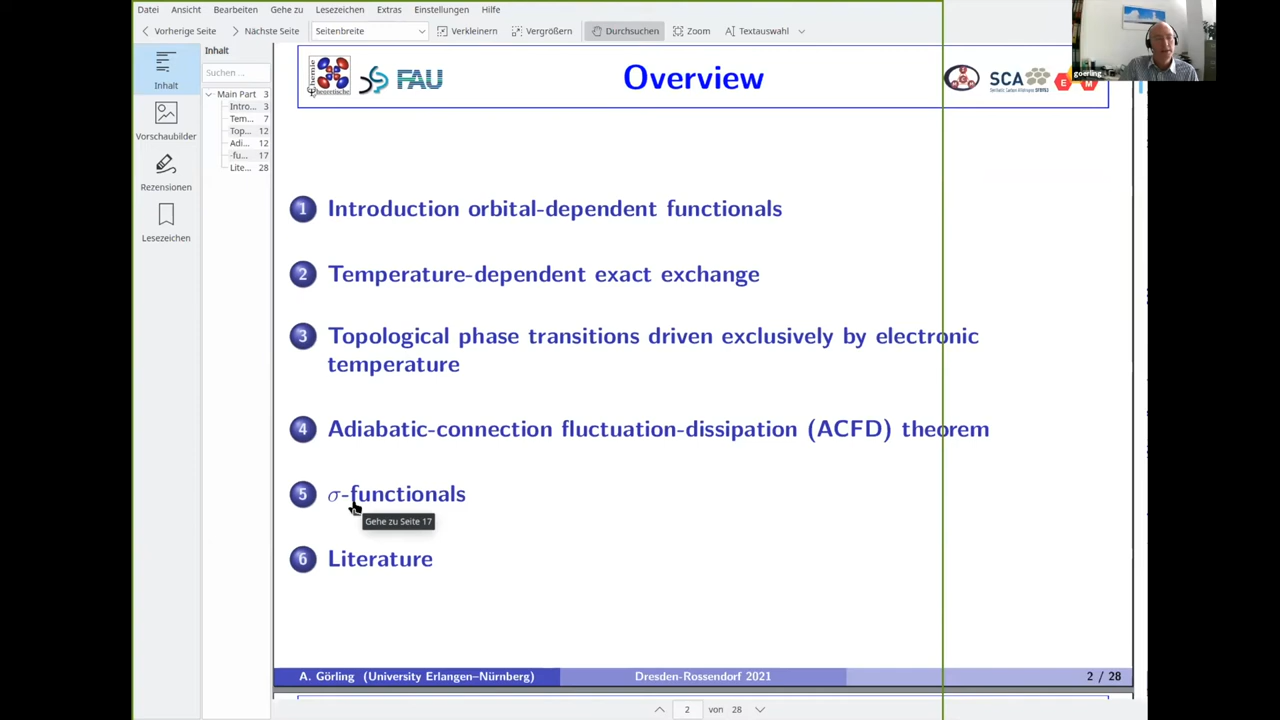 Datei Ansicht Bearbeiten Gehe zu Lesezeichen Extras Einstellungen Hilfe
Vorherige Seite Nächste Seite Seitenbreite Verkleinern Vergrößern Durchsuchen Zoom Textauswahl
Inhalt
Vorschaubilder
Rezensionen
Lesezeichen
Inhalt
Suchen ...
Main Part 3
Intro... 3
Tem... 7
Top... 12
Adi... 12
-fu... 17
Lite... 28
Chemie
Theoretische
FAU
Overview
SCA
goerling
1 Introduction orbital-dependent functionals
2 Temperature-dependent exact exchange
3 Topological phase transitions driven exclusively by electronic
temperature
4 Adiabatic-connection fluctuation-dissipation (ACFD) theorem
5 σ-functionals
Gehe zu Seite 17
6 Literature
A. Görling (University Erlangen–Nürnberg) Dresden-Rossendorf 2021 2 / 28
2 von 28